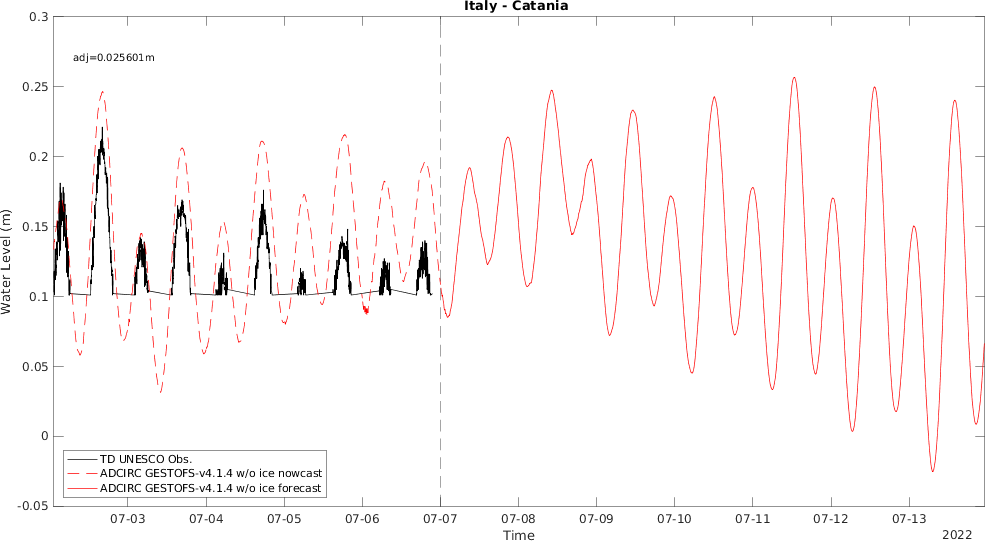 Italy - Catania
0.3
adj=0.025601m
0.25
0.2
0.15
0.1
0.05
0
-0.05
Water Level (m)
TD UNESCO Obs.
ADCIRC GESTOFS-v4.1.4 w/o ice nowcast
ADCIRC GESTOFS-v4.1.4 w/o ice forecast
07-03 07-04 07-05 07-06 07-07 07-08 07-09 07-10 07-11 07-12 07-13
Time
2022